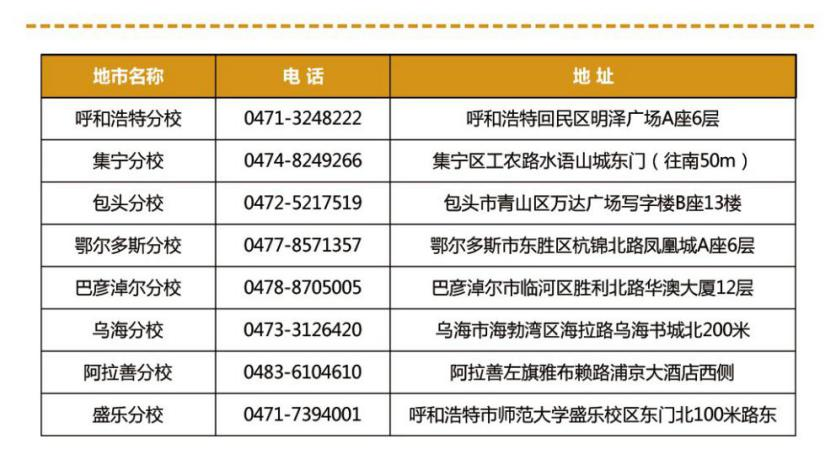 地市名称 电 话 地 址
呼和浩特分校 0471-3248222 呼和浩特回民区明泽广场A座6层
集宁分校 0474-8249266 集宁区工农路水语山城东门（往南50m）
包头分校 0472-5217519 包头市青山区万达广场写字楼B座13楼
鄂尔多斯分校 0477-8571357 鄂尔多斯市东胜区杭锦北路凤凰城A座6层
巴彦淖尔分校 0478-8705005 巴彦淖尔市临河区胜利北路华澳大厦12层
乌海分校 0473-3126420 乌海市海勃湾区海拉路乌海书城北200米
阿拉善分校 0483-6104610 阿拉善左旗雅布赖路浦京大酒店西侧
盛乐分校 0471-7394001 呼和浩特市师范大学盛乐校区东门北100米路东